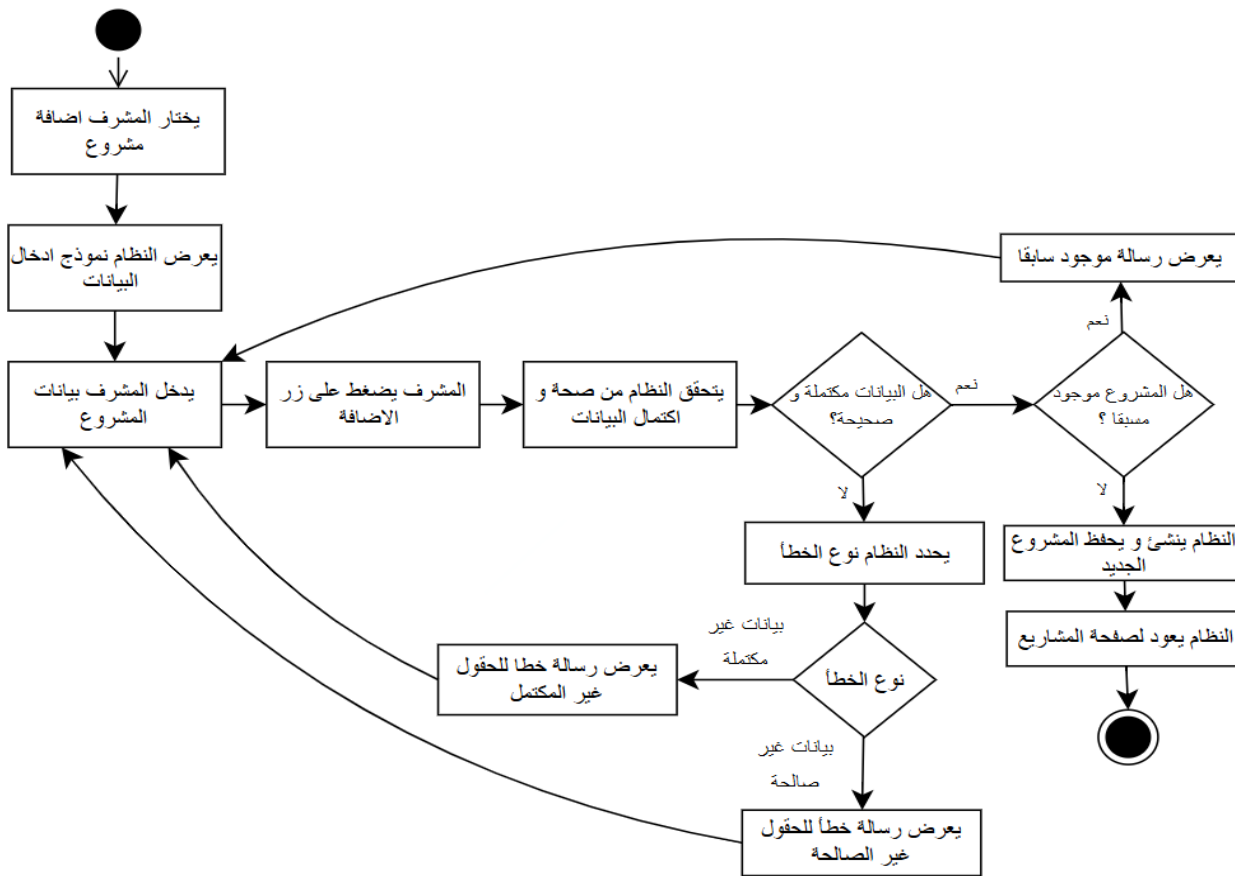 يختار المشرف اضافة
مشروع
يعرض النظام نموذج ادخال
البيانات
يدخل المشرف بيانات
المشروع
المشرف يضغط على زر
الاضافة
يتحقق النظام من صحة و
اكتمال البيانات
هل البيانات مكتملة و
صحيحة؟
نعم
هل المشروع موجود
مسبقا ؟
نعم
يعرض رسالة موجود سابقا
لا
النظام ينشئ و يحفظ المشروع
الجديد
النظام يعود لصفحة المشاريع
لا
يحدد النظام نوع الخطأ
نوع الخطأ
بيانات غير
مكتملة
يعرض رسالة خطا للحقول
غير المكتمل
بيانات غير
صالحة
يعرض رسالة خطأ للحقول
غير الصالحة